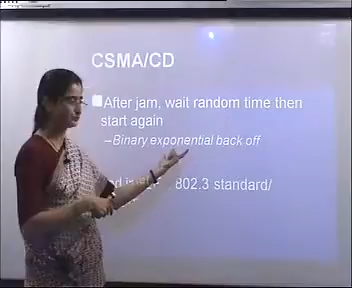 CSMA/CD
After jam, wait random time then
start again
–Binary exponential back off
802.3 standard/